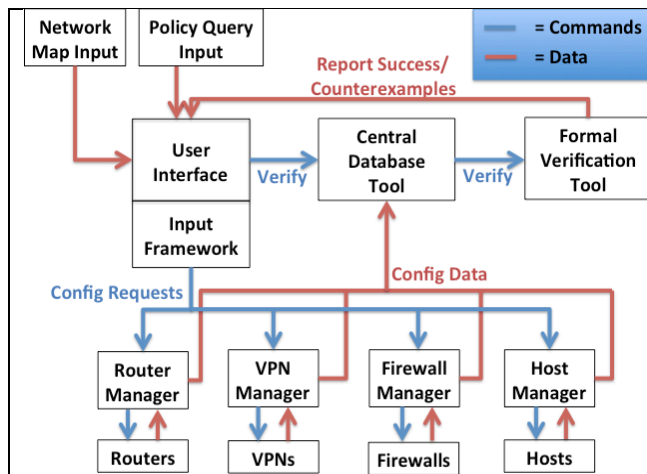 Network
Map Input
Policy Query
Input
= Commands
= Data
Report Success/
Counterexamples
User
Interface
Verify
Central
Database
Tool
Verify
Formal
Verification
Tool
Input
Framework
Config Requests
Config Data
Router
Manager
VPN
Manager
Firewall
Manager
Host
Manager
Routers
VPNs
Firewalls
Hosts